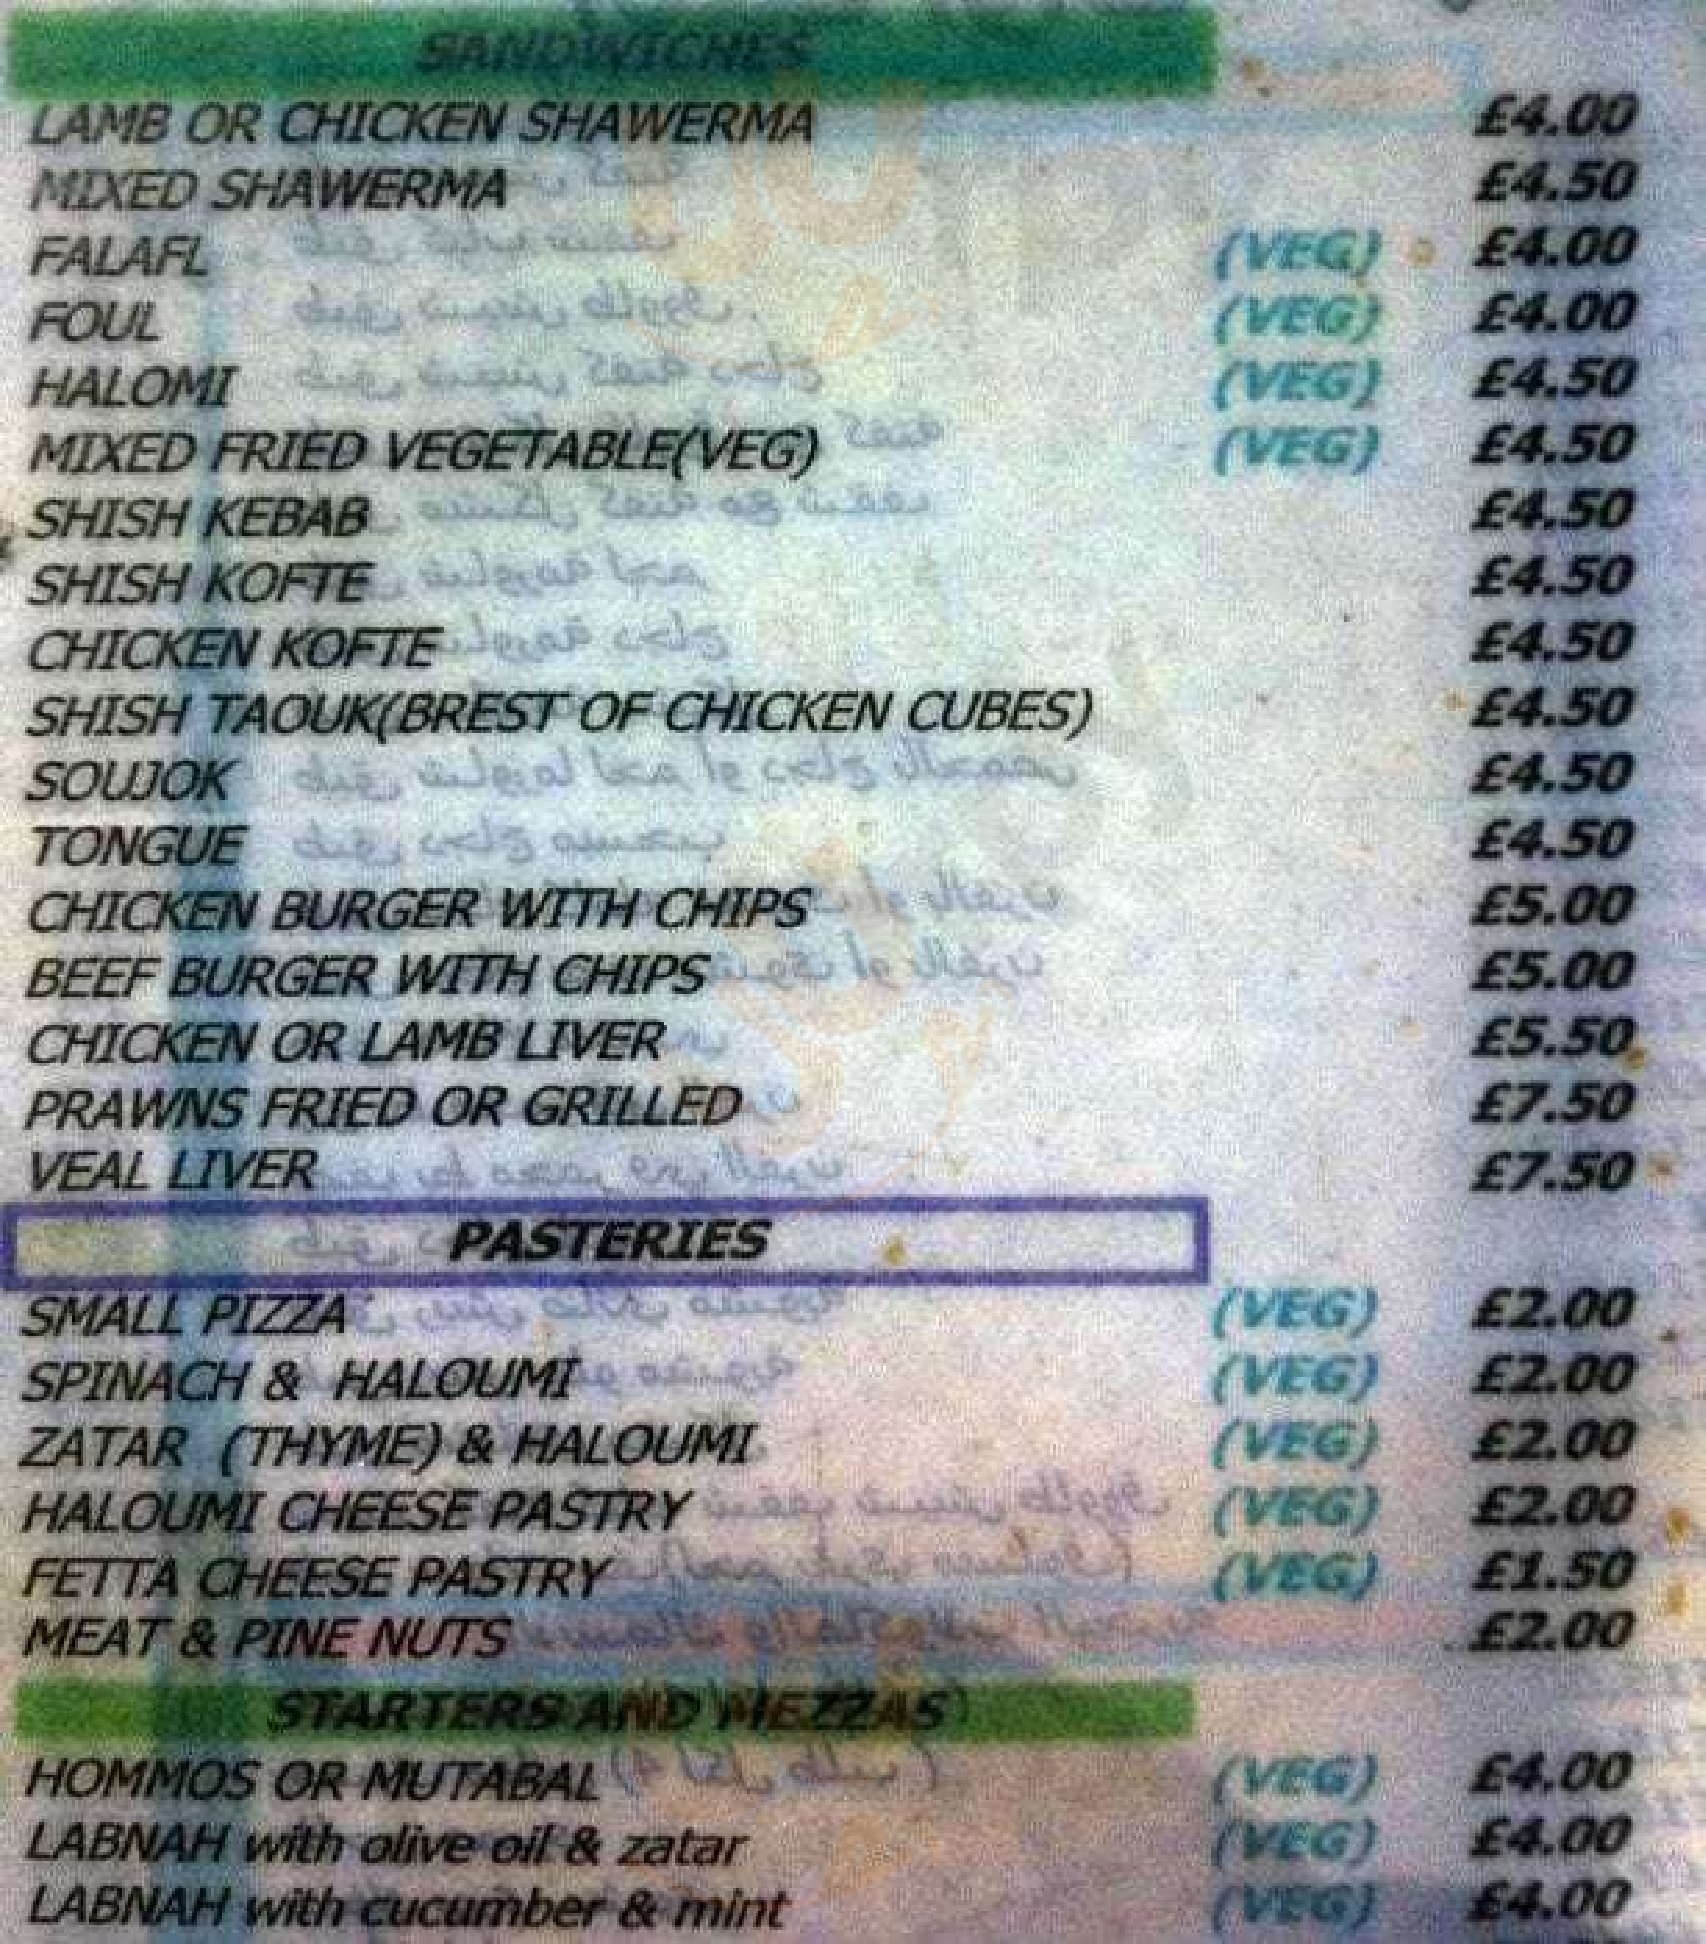 SANDWICHES
LAMB OR CHICKEN SHAWERMA £4.00
MIXED SHAWERMA £4.50
FALAFL (VEG) £4.00
FOUL (VEG) £4.00
HALOMI (VEG) £4.50
MIXED FRIED VEGETABLE(VEG) (VEG) £4.50
SHISH KEBAB £4.50
SHISH KOFTE £4.50
CHICKEN KOFTE £4.50
SHISH TAOUK(BREST OF CHICKEN CUBES) £4.50
SOUJOK £4.50
TONGUE £4.50
CHICKEN BURGER WITH CHIPS £5.00
BEEF BURGER WITH CHIPS £5.00
CHICKEN OR LAMB LIVER £5.50
PRAWNS FRIED OR GRILLED £7.50
VEAL LIVER £7.50
PASTERIES
SMALL PIZZA (VEG) £2.00
SPINACH & HALOUMI (VEG) £2.00
ZATAR (THYME) & HALOUMI (VEG) £2.00
HALOUMI CHEESE PASTRY (VEG) £2.00
FETTA CHEESE PASTRY (VEG) £1.50
MEAT & PINE NUTS £2.00
STARTERS AND MEZZAS
HOMMOS OR MUTABAL (VEG) £4.00
LABNAH with olive oil & zatar (VEG) £4.00
LABNAH with cucumber & mint (VEG) £4.00